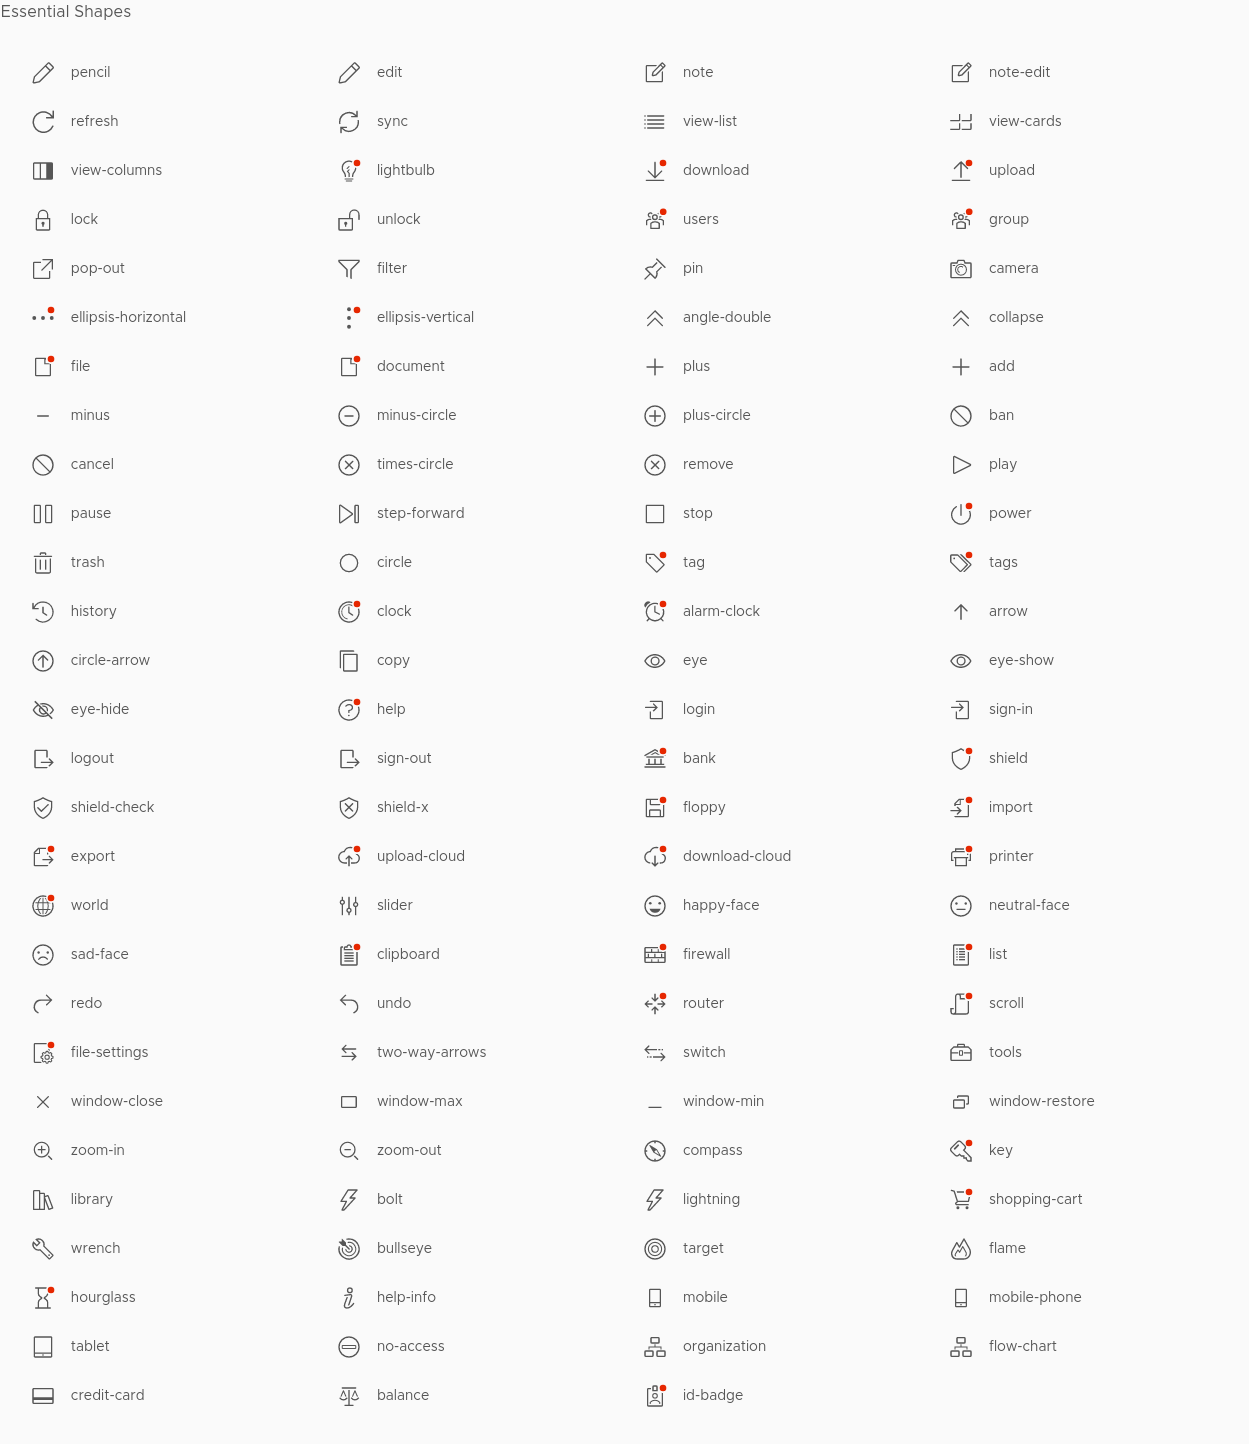 Essential Shapes
pencil edit note note-edit
refresh sync view-list view-cards
view-columns lightbulb download upload
lock unlock users group
pop-out filter pin camera
ellipsis-horizontal ellipsis-vertical angle-double collapse
file document plus add
minus minus-circle plus-circle ban
cancel times-circle remove play
pause step-forward stop power
trash circle tag tags
history clock alarm-clock arrow
circle-arrow copy eye eye-show
eye-hide help login sign-in
logout sign-out bank shield
shield-check shield-x floppy import
export upload-cloud download-cloud printer
world slider happy-face neutral-face
sad-face clipboard firewall list
redo undo router scroll
file-settings two-way-arrows switch tools
window-close window-max window-min window-restore
zoom-in zoom-out compass key
library bolt lightning shopping-cart
wrench bullseye target flame
hourglass help-info mobile mobile-phone
tablet no-access organization flow-chart
credit-card balance id-badge